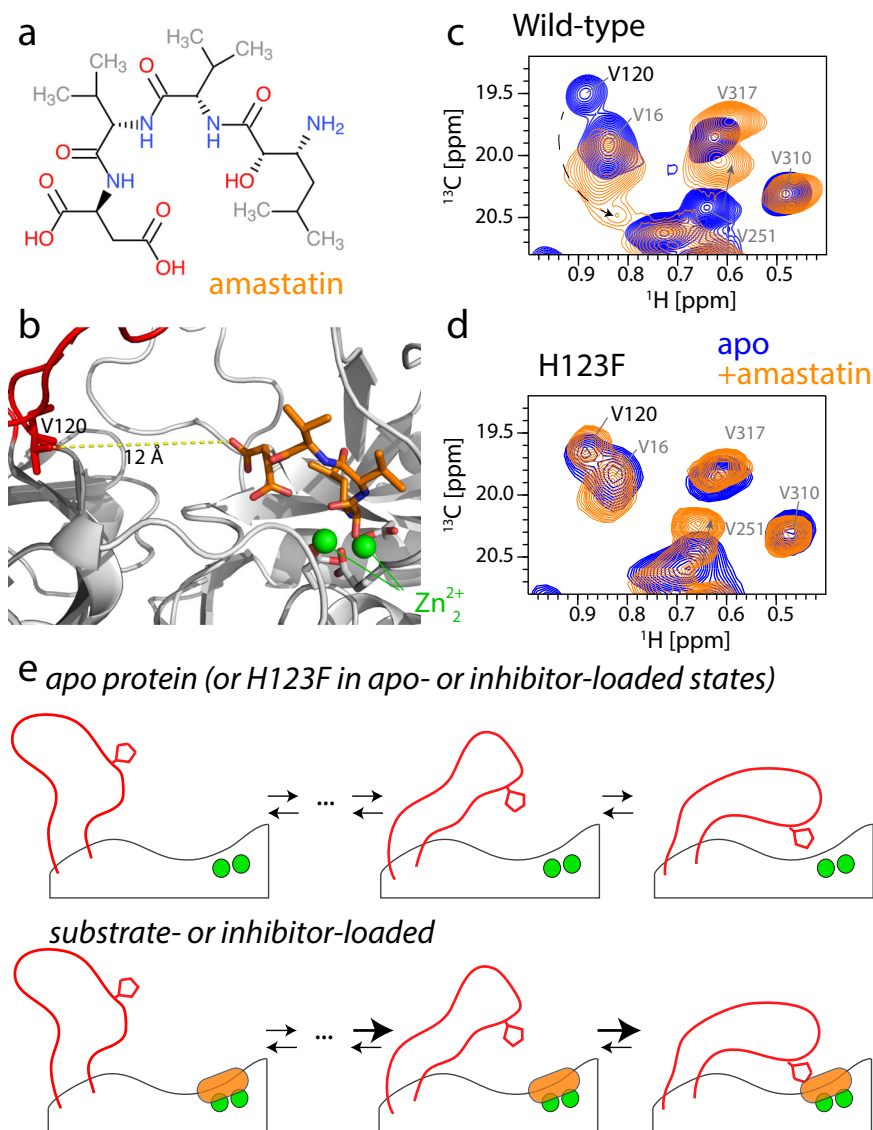 a
H₃C
CH₃
H₃C
CH₃
O
O
O
NH₂
H₃C
N
H
N
H
O
NH
HO
O
O
H₃C
CH₃
HO
OH
amastatin
b
V120
12 Å
Zn²⁺₂
c Wild-type
19.5
20.0
20.5
¹³C [ppm]
V120
V16
V317
V310
V251
0.9 0.8 0.7 0.6 0.5
¹H [ppm]
d
H123F
apo
+amastatin
19.5
20.0
20.5
¹³C [ppm]
V120
V16
V317
V310
V251
0.9 0.8 0.7 0.6 0.5
¹H [ppm]
e apo protein (or H123F in apo- or inhibitor-loaded states)
...
substrate- or inhibitor-loaded
...